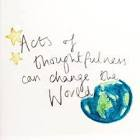 Acts of
thoughtfulness
can change the
World